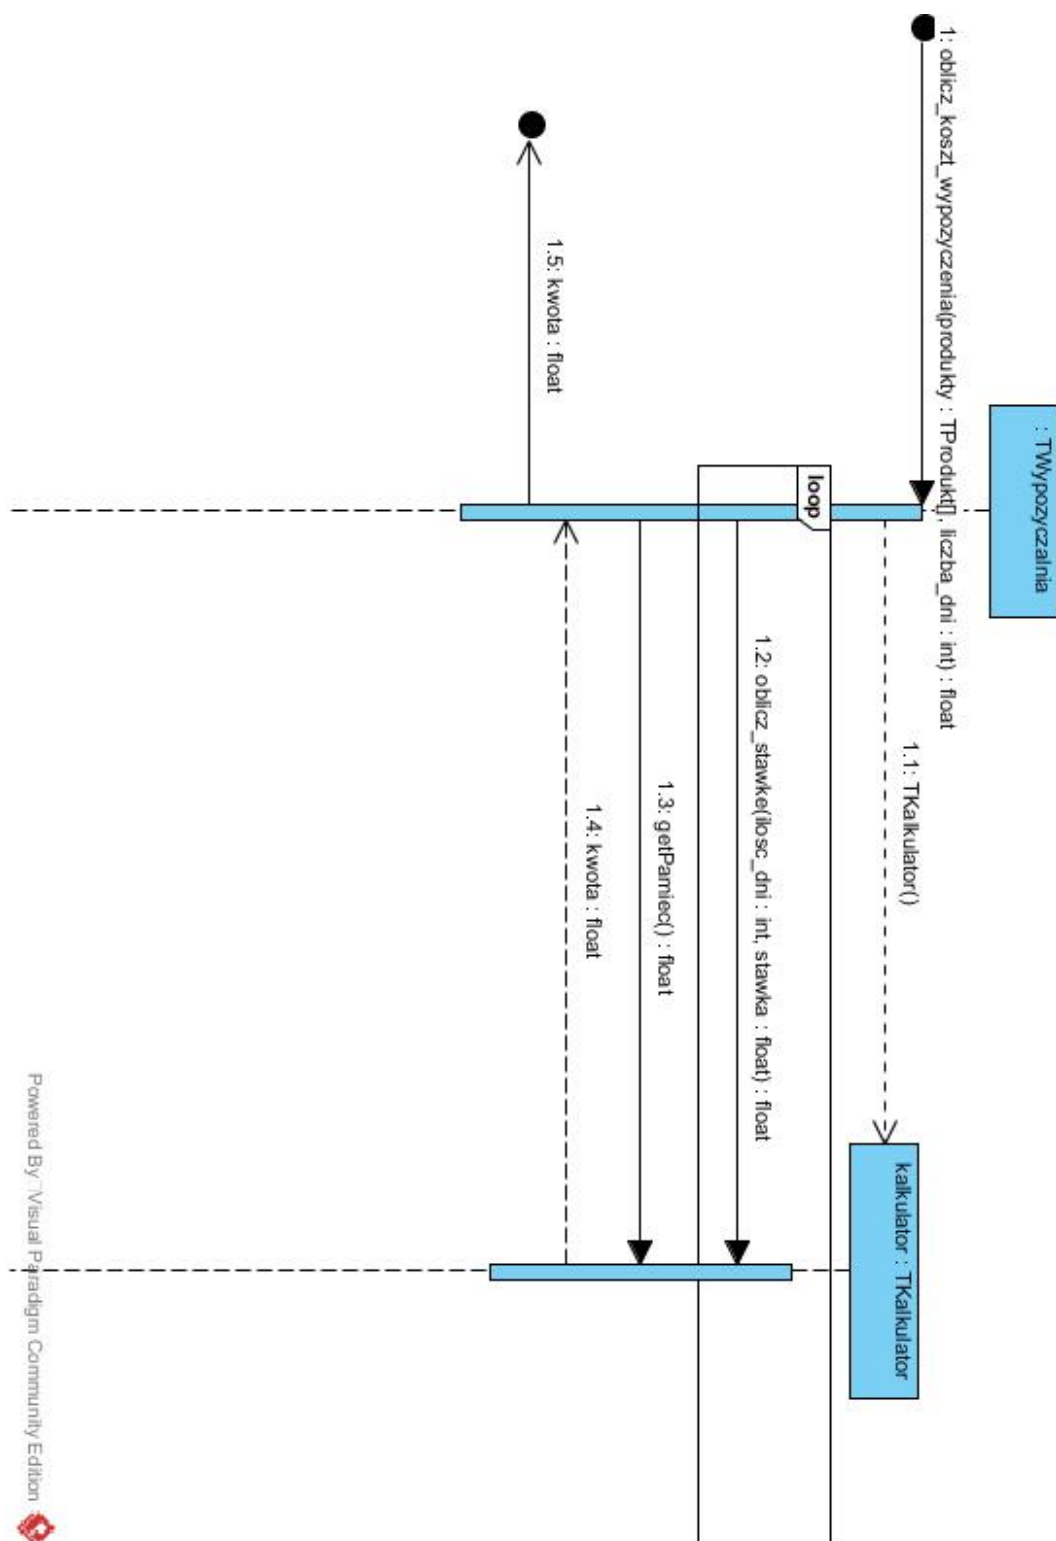 : TWypozyczalnia
1: oblicz_koszt_wypozyczenia(produkty : TProdukt[], liczba_dni : int) : float
1.1: TKalkulator()
kalkulator : TKalkulator
loop
1.2: oblicz_stawke(ilosc_dni : int, stawka : float) : float
1.3: getPamiec() : float
1.4: kwota : float
1.5: kwota : float
Powered By Visual Paradigm Community Edition